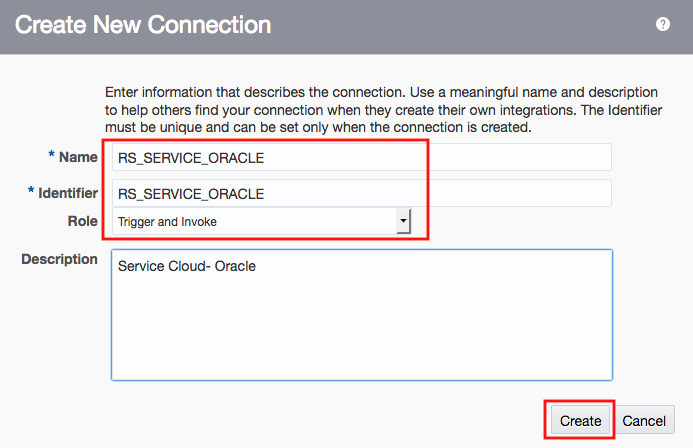 Create New Connection
?
Enter information that describes the connection. Use a meaningful name and description
to help others find your connection when they create their own integrations. The Identifier
must be unique and can be set only when the connection is created.
* Name RS_SERVICE_ORACLE
* Identifier RS_SERVICE_ORACLE
Role Trigger and Invoke
Description Service Cloud- Oracle
Create Cancel